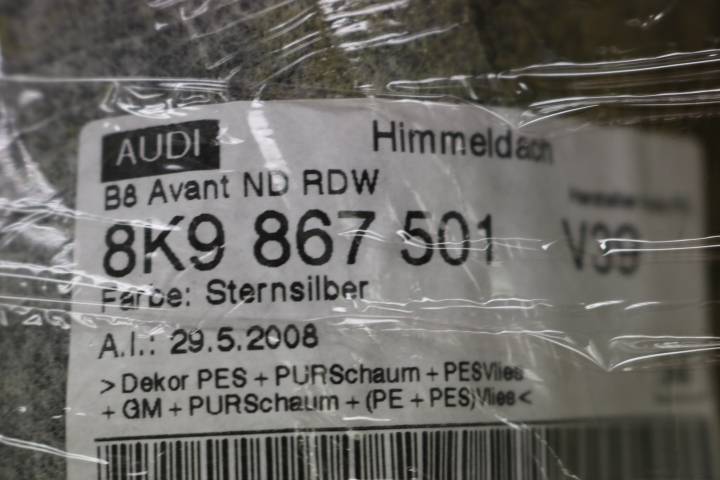 AUDI
Himmeldach
B8 Avant ND RDW
8K9 867 501 V39
Farbe: Sternsilber
A.I.: 29.5.2008
>Dekor PES + PURSchaum + PESVlies
+ GM + PURSchaum + (PE + PES)Vlies<